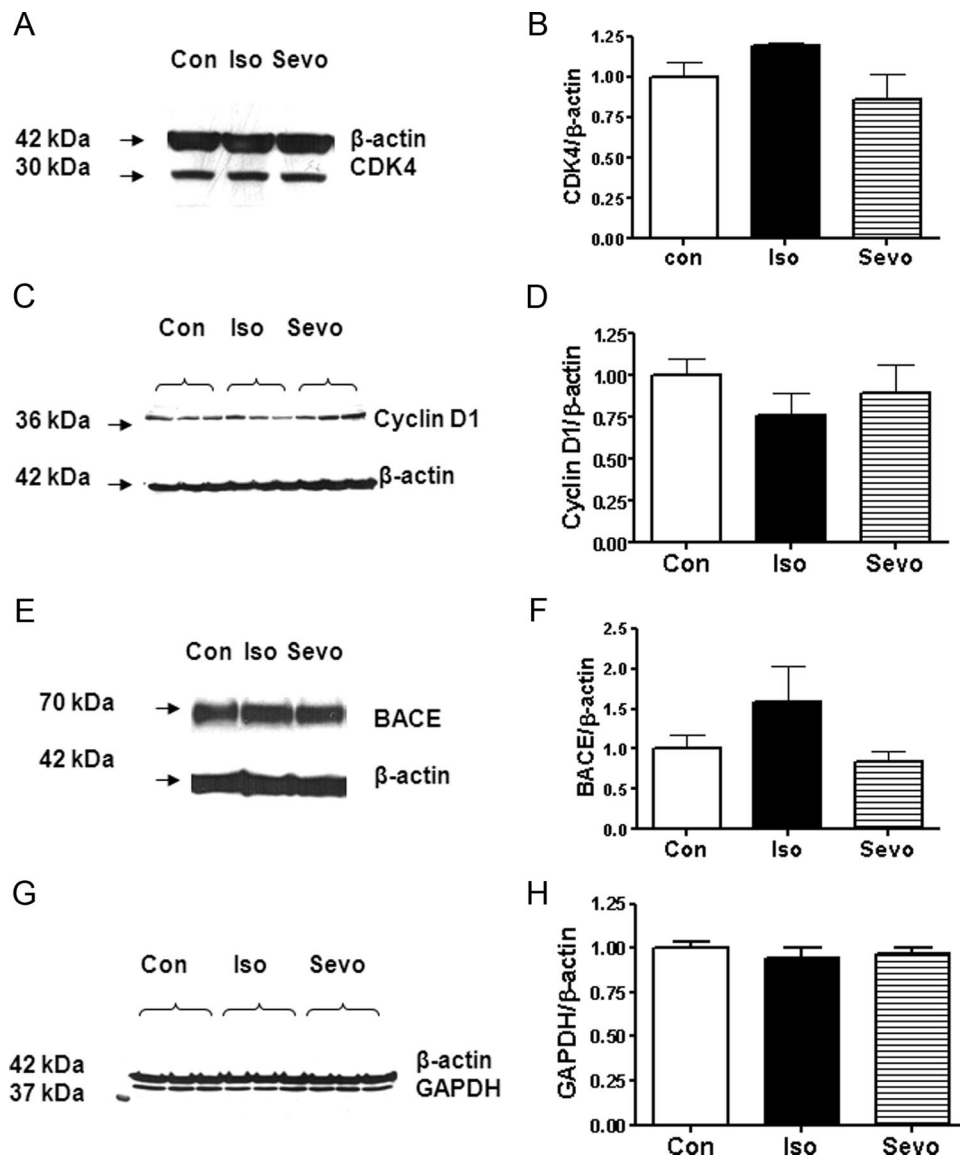 A
Con Iso Sevo
42 kDa
β-actin
30 kDa
CDK4
B
CDK4/β-actin
1.25
1.00
0.75
0.50
0.25
0.00
con Iso Sevo
C
Con Iso Sevo
36 kDa
Cyclin D1
42 kDa
β-actin
D
Cyclin D1/β-actin
1.25
1.00
0.75
0.50
0.25
0.00
Con Iso Sevo
E
Con Iso Sevo
70 kDa
BACE
42 kDa
β-actin
F
BACE/β-actin
2.5
2.0
1.5
1.0
0.5
0.0
Con Iso Sevo
G
Con Iso Sevo
42 kDa
β-actin
37 kDa
GAPDH
H
GAPDH/β-actin
1.25
1.00
0.75
0.50
0.25
0.00
Con Iso Sevo